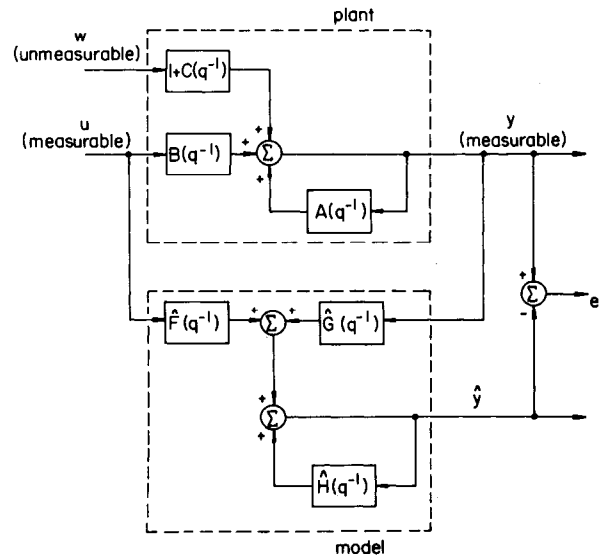 plant
w
(unmeasurable)
1+C(q⁻¹)
u
(measurable)
+
+
Σ
+
B(q⁻¹)
y
(measurable)
A(q⁻¹)
+
Σ
e
-
F̂(q⁻¹)
+
Σ
+
Ĝ(q⁻¹)
+
Σ
+
ŷ
Ĥ(q⁻¹)
model